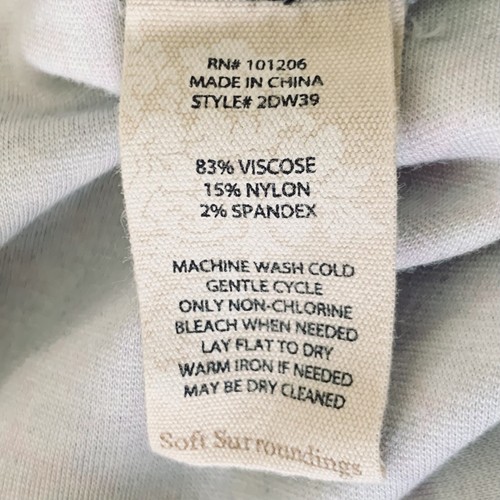 RN# 101206
MADE IN CHINA
STYLE# 2DW39
83% VISCOSE
15% NYLON
2% SPANDEX
MACHINE WASH COLD
GENTLE CYCLE
ONLY NON-CHLORINE
BLEACH WHEN NEEDED
LAY FLAT TO DRY
WARM IRON IF NEEDED
MAY BE DRY CLEANED
Soft Surroundings